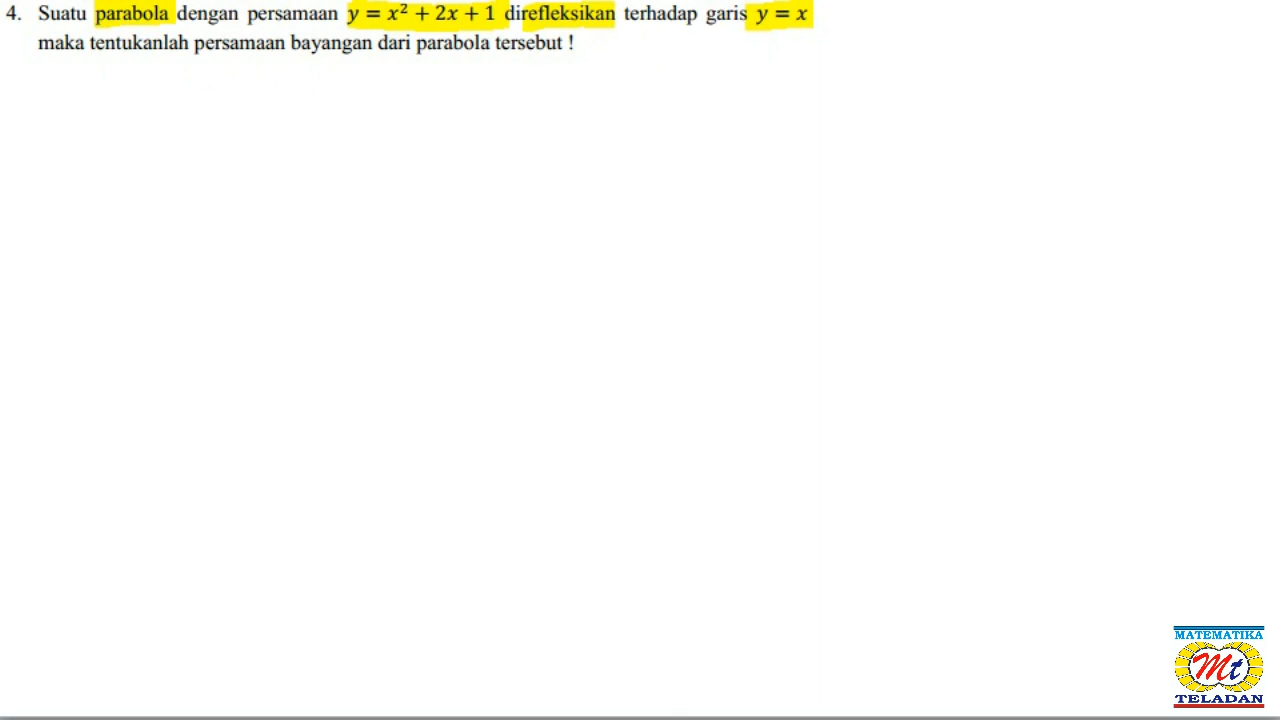 4. Suatu parabola dengan persamaan y = x² + 2x + 1 direfleksikan terhadap garis y = x
maka tentukanlah persamaan bayangan dari parabola tersebut !
MATEMATIKA
Mt
TELADAN